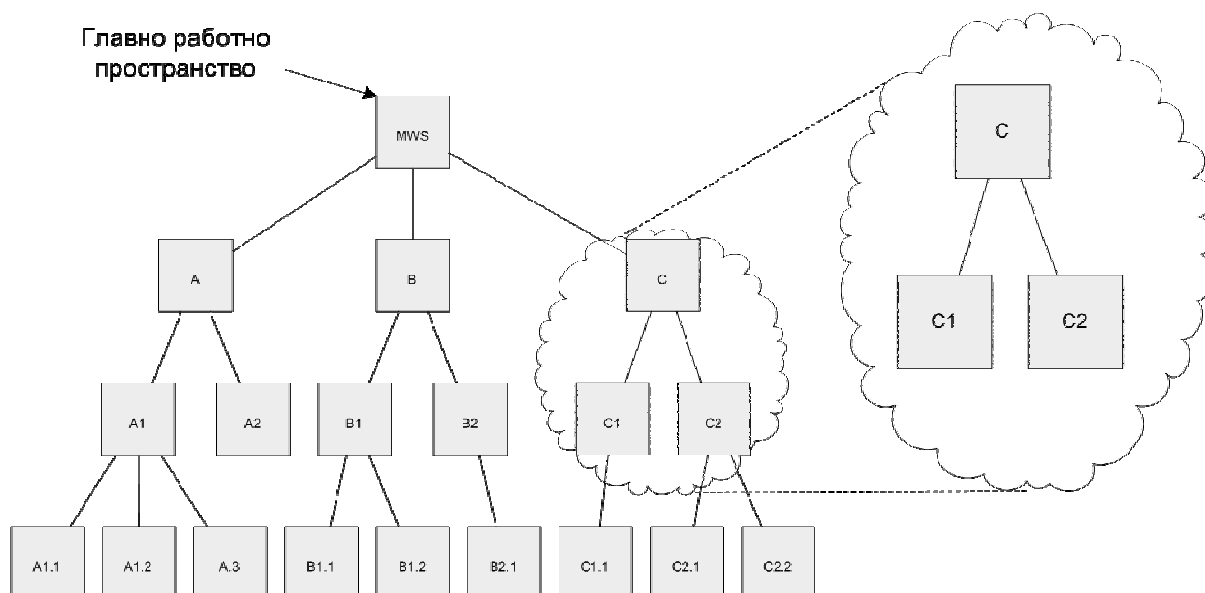 Главно работно
пространство
MWS
C
A
B
C
C1
C2
A1
A2
B1
B2
C1
C2
A1.1
A1.2
A.3
B1.1
B1.2
B2.1
C1.1
C2.1
C2.2